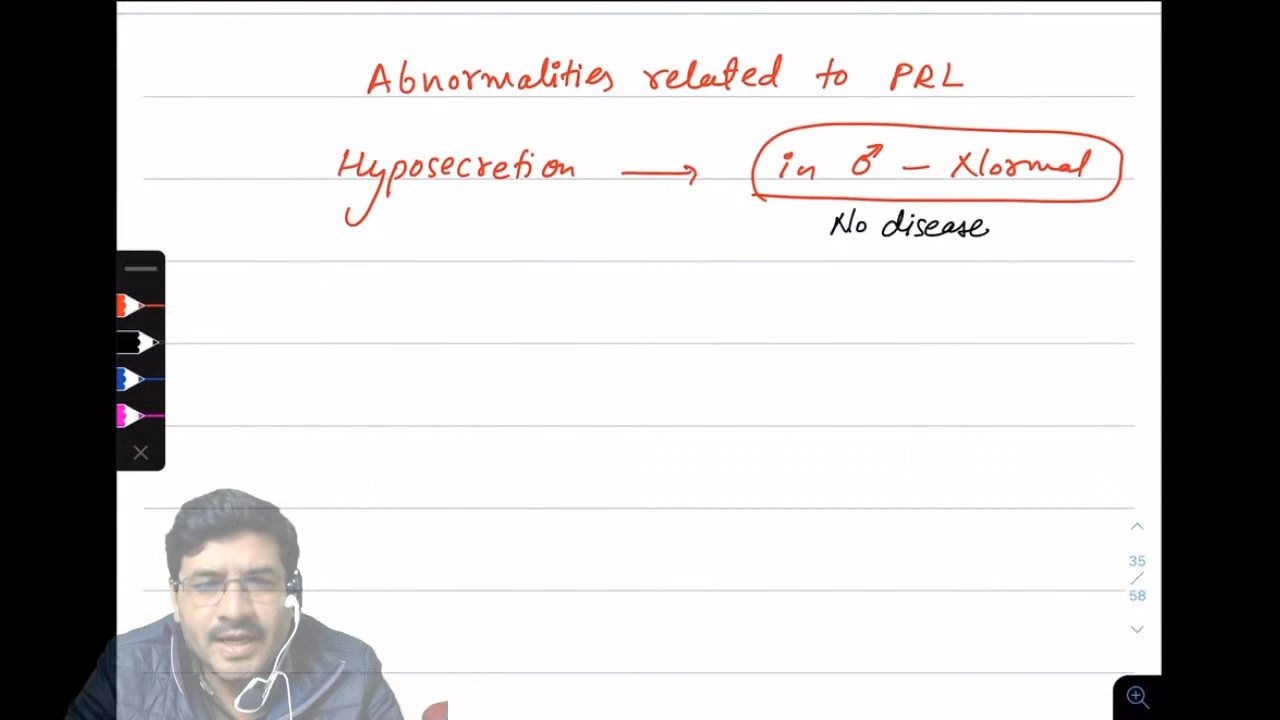 Abnormalities related to PRL
Hyposecretion → in ♂ – Normal
No disease
35
/
58